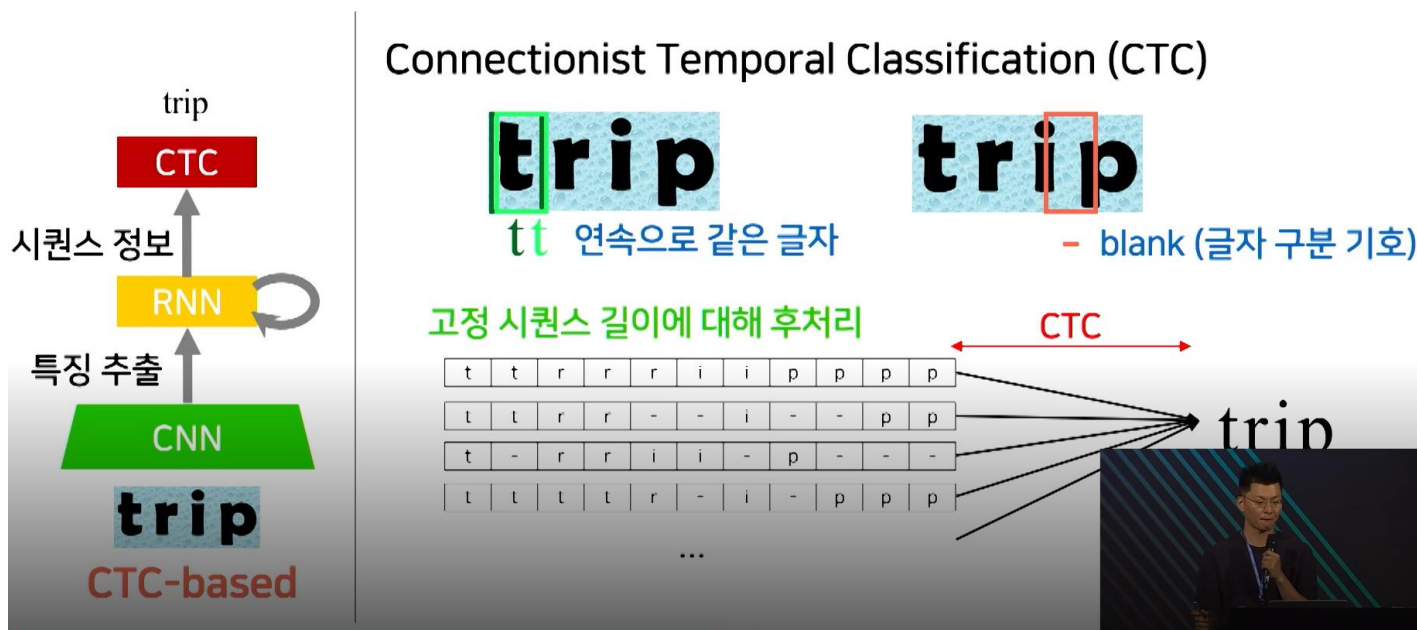 trip
CTC
시퀀스 정보
RNN
특징 추출
CNN
trip
CTC-based
Connectionist Temporal Classification (CTC)
trip
tt 연속으로 같은 글자
trip
- blank (글자 구분 기호)
고정 시퀀스 길이에 대해 후처리
CTC
t t r r r i i p p p p
t t r r - - i - - p p
t - r r i i - p - - -
t t t t r - i - p p p
...
trip